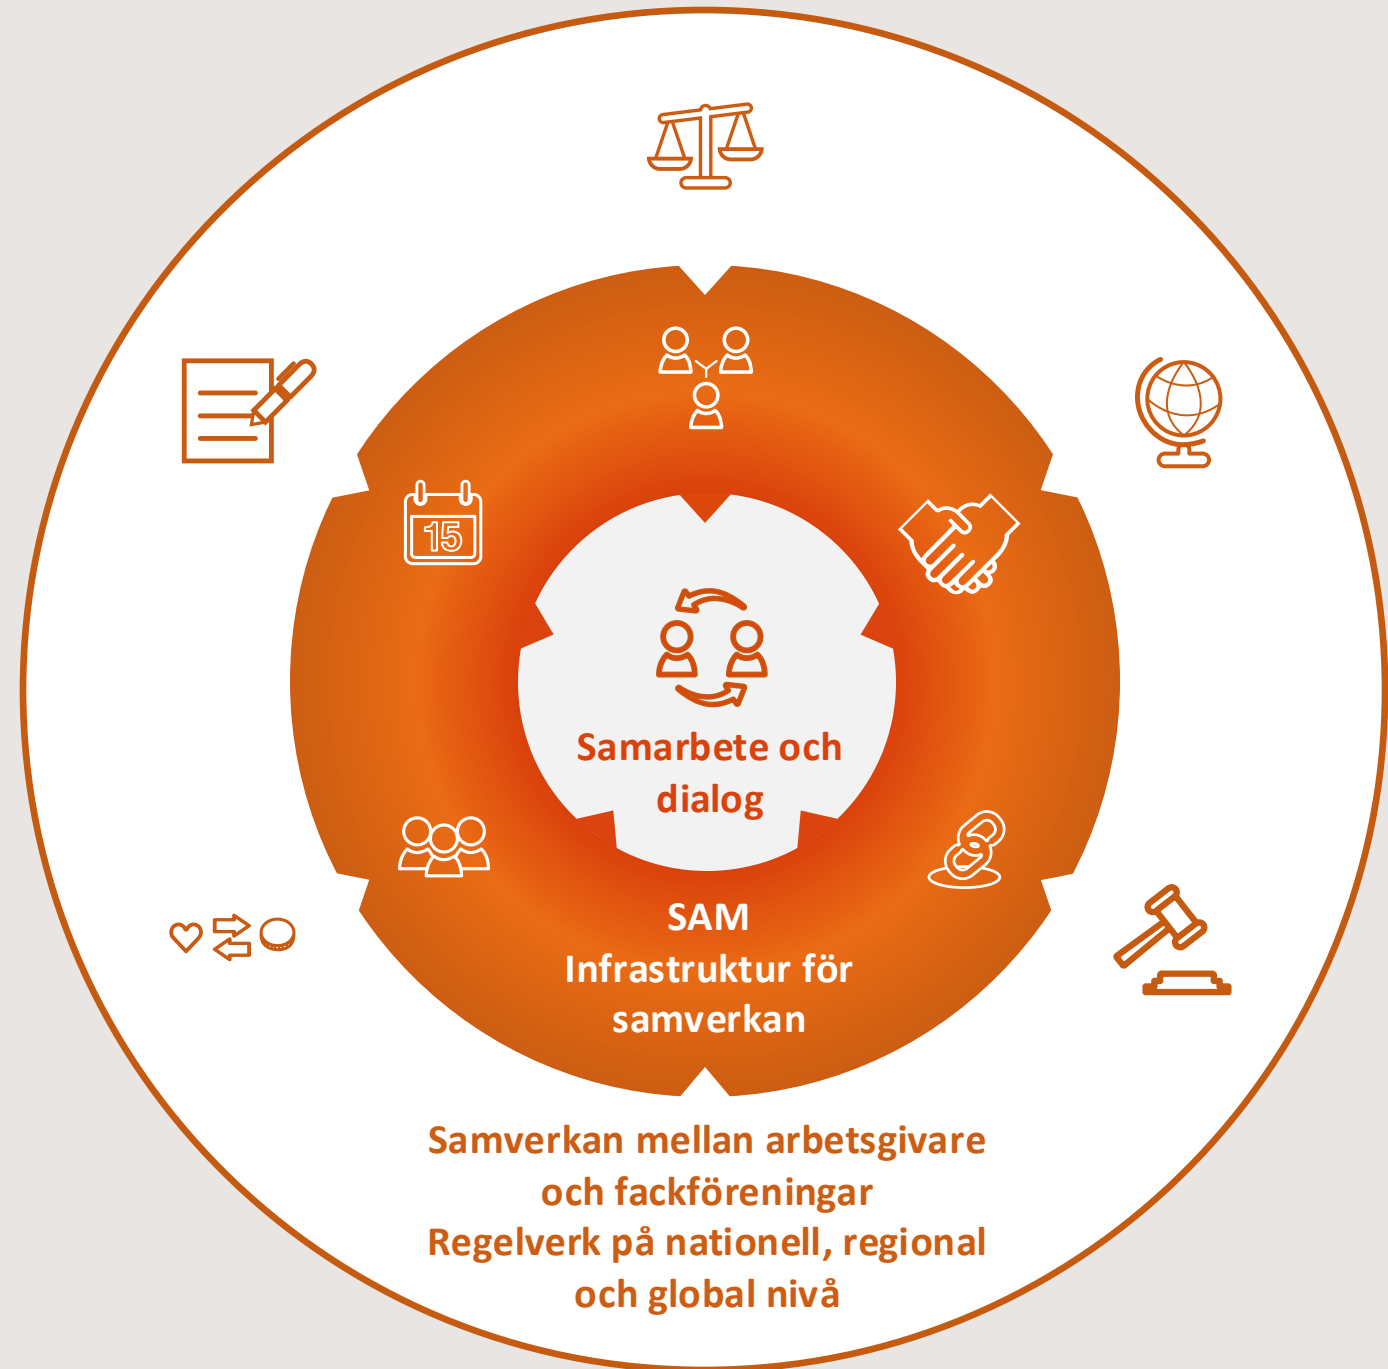 15
Samarbete och
dialog
SAM
Infrastruktur för
samverkan
Samverkan mellan arbetsgivare
och fackföreningar
Regelverk på nationell, regional
och global nivå